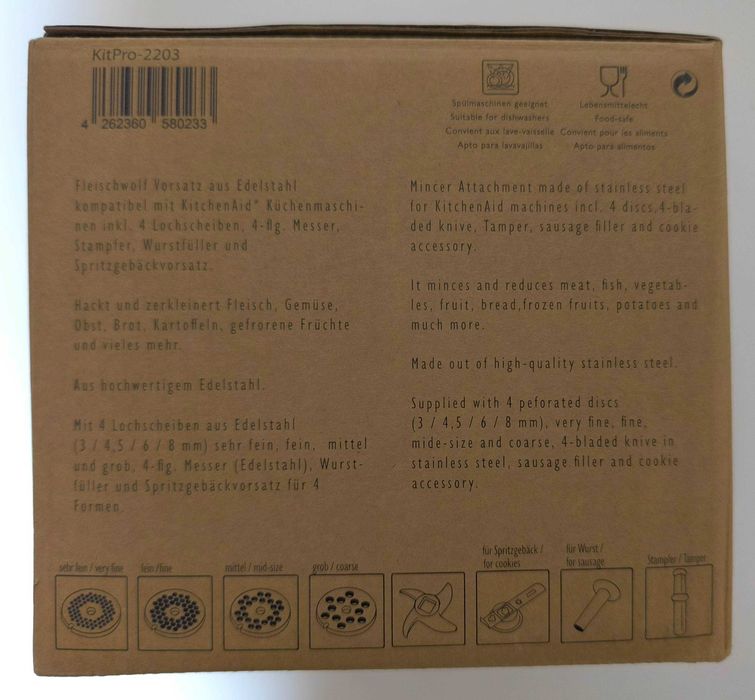 KitPro-2203
4 262360 580233
Spülmaschinen geeignet
Suitable for dishwashers
Convient aux lave-vaisselle
Apto para lavavajillas
Lebensmittelecht
Food-safe
Convient pour les aliments
Apto para alimentos
Fleischwolf Vorsatz aus Edelstahl
kompatibel mit KitchenAid® Küchenmaschi-
nen inkl. 4 Lochscheiben, 4-flg. Messer,
Stampfer, Wurstfüller und
Spritzgebäckvorsatz.
Hackt und zerkleinert Fleisch, Gemüse,
Obst, Brot, Kartoffeln, gefrorene Früchte
und vieles mehr.
Aus hochwertigem Edelstahl.
Mit 4 Lochscheiben aus Edelstahl
(3 / 4,5 / 6 / 8 mm) sehr fein, fein, mittel
und grob, 4-flg. Messer (Edelstahl), Wurst-
füller und Spritzgebäckvorsatz für 4
Formen.
Mincer Attachment made of stainless steel
for KitchenAid machines incl. 4 discs,4-bla-
ded knive, Tamper, sausage filler and cookie
accessory.
It minces and reduces meat, fish, vegetab-
les, fruit, bread,frozen fruits, potatoes and
much more.
Made out of high-quality stainless steel.
Supplied with 4 peforated discs
(3 / 4,5 / 6 / 8 mm), very fine, fine,
mide-size and coarse, 4-bladed knive in
stainless steel, sausage filler and cookie
accessory.
sehr fein / very fine
fein /fine
mittel / mid-size
grob / coarse
für Spritzgebäck /
for cookies
für Wurst /
for sausage
Stampfer / Tamper